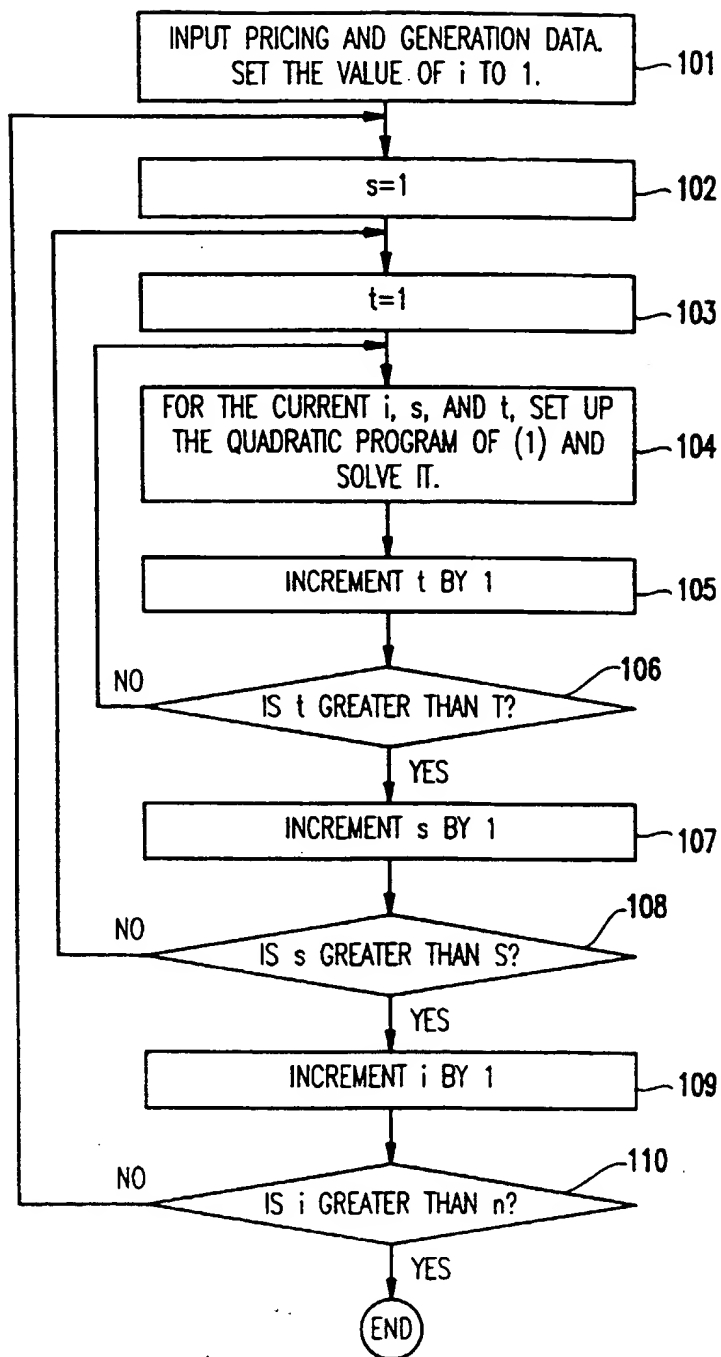 INPUT PRICING AND GENERATION DATA.
SET THE VALUE OF i TO 1.
101
s=1
102
t=1
103
FOR THE CURRENT i, s, AND t, SET UP
THE QUADRATIC PROGRAM OF (1) AND
SOLVE IT.
104
INCREMENT t BY 1
105
106
NO
IS t GREATER THAN T?
YES
INCREMENT s BY 1
107
108
NO
IS s GREATER THAN S?
YES
INCREMENT i BY 1
109
110
NO
IS i GREATER THAN n?
YES
END